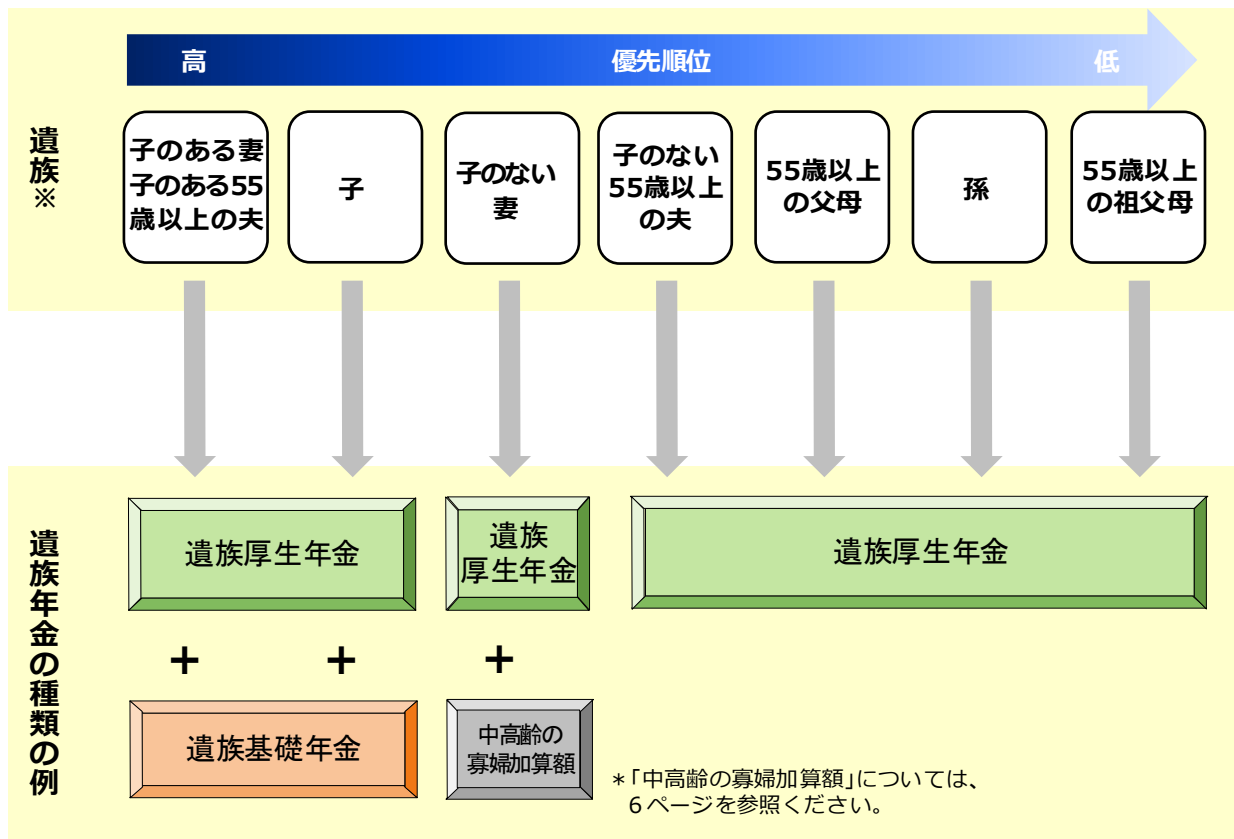 高 優先順位 低
遺族※
子のある妻
子のある55
歳以上の夫
子
子のない
妻
子のない
55歳以上
の夫
55歳以上
の父母
孫
55歳以上
の祖父母
遺族年金の種類の例
遺族厚生年金
遺族
厚生年金
遺族厚生年金
+ + +
遺族基礎年金
中高齢の
寡婦加算額
*「中高齢の寡婦加算額」については、
6ページを参照ください。